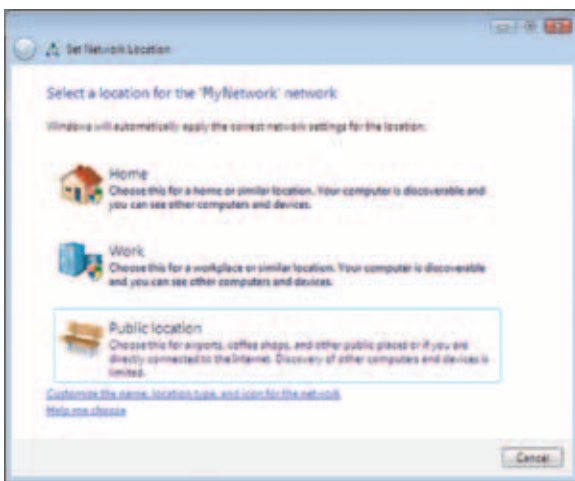 Set Network Location
Select a location for the 'MyNetwork' network
Windows will automatically apply the correct network settings for the location.
Home
Choose this for a home or similar location. Your computer is discoverable and
you can see other computers and devices.
Work
Choose this for a workplace or similar location. Your computer is discoverable
and you can see other computers and devices.
Public location
Choose this for airports, coffee shops, and other public places or if you are
directly connected to the Internet. Discovery of other computers and devices is
limited.
Customize the name, location type, and icon for the network
Help me choose
Cancel